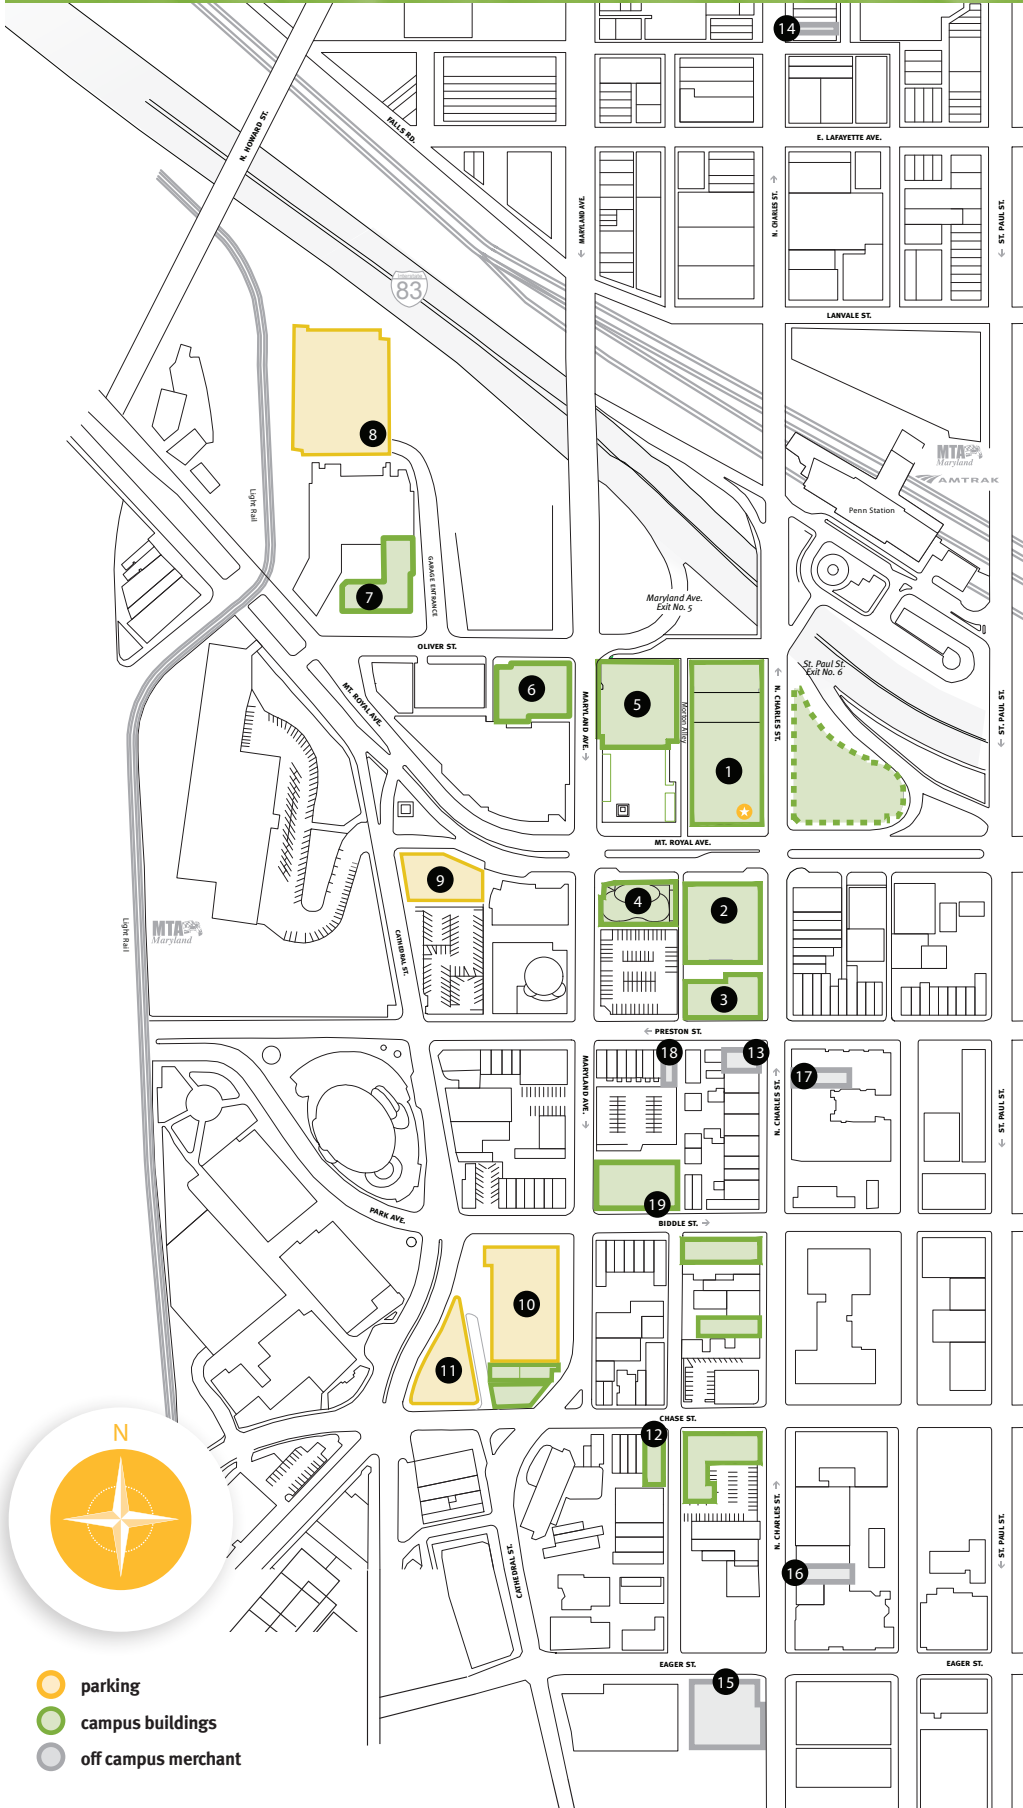 14
N. HOWARD ST.
FALLS RD.
E. LAFAYETTE AVE.
MARYLAND AVE.
N. CHARLES ST.
ST. PAUL ST.
Interstate
83
LANVALE ST.
8
MTA
Maryland
AMTRAK
Penn Station
Light Rail
GARAGE ENTRANCE
7
Maryland Ave.
Exit No. 5
OLIVER ST.
St. Paul St.
Exit No. 6
6
5
MT. ROYAL AVE.
MARYLAND AVE.
Morton Alley
N. CHARLES ST.
ST. PAUL ST.
1
MT. ROYAL AVE.
9
4
2
Light Rail
MTA
Maryland
CATHEDRAL ST.
3
PRESTON ST.
18
13
17
MARYLAND AVE.
N. CHARLES ST.
ST. PAUL ST.
19
PARK AVE.
BIDDLE ST.
10
11
CHASE ST.
12
N
N. CHARLES ST.
ST. PAUL ST.
CATHEDRAL ST.
16
EAGER ST.
EAGER ST.
15
parking
campus buildings
off campus merchant